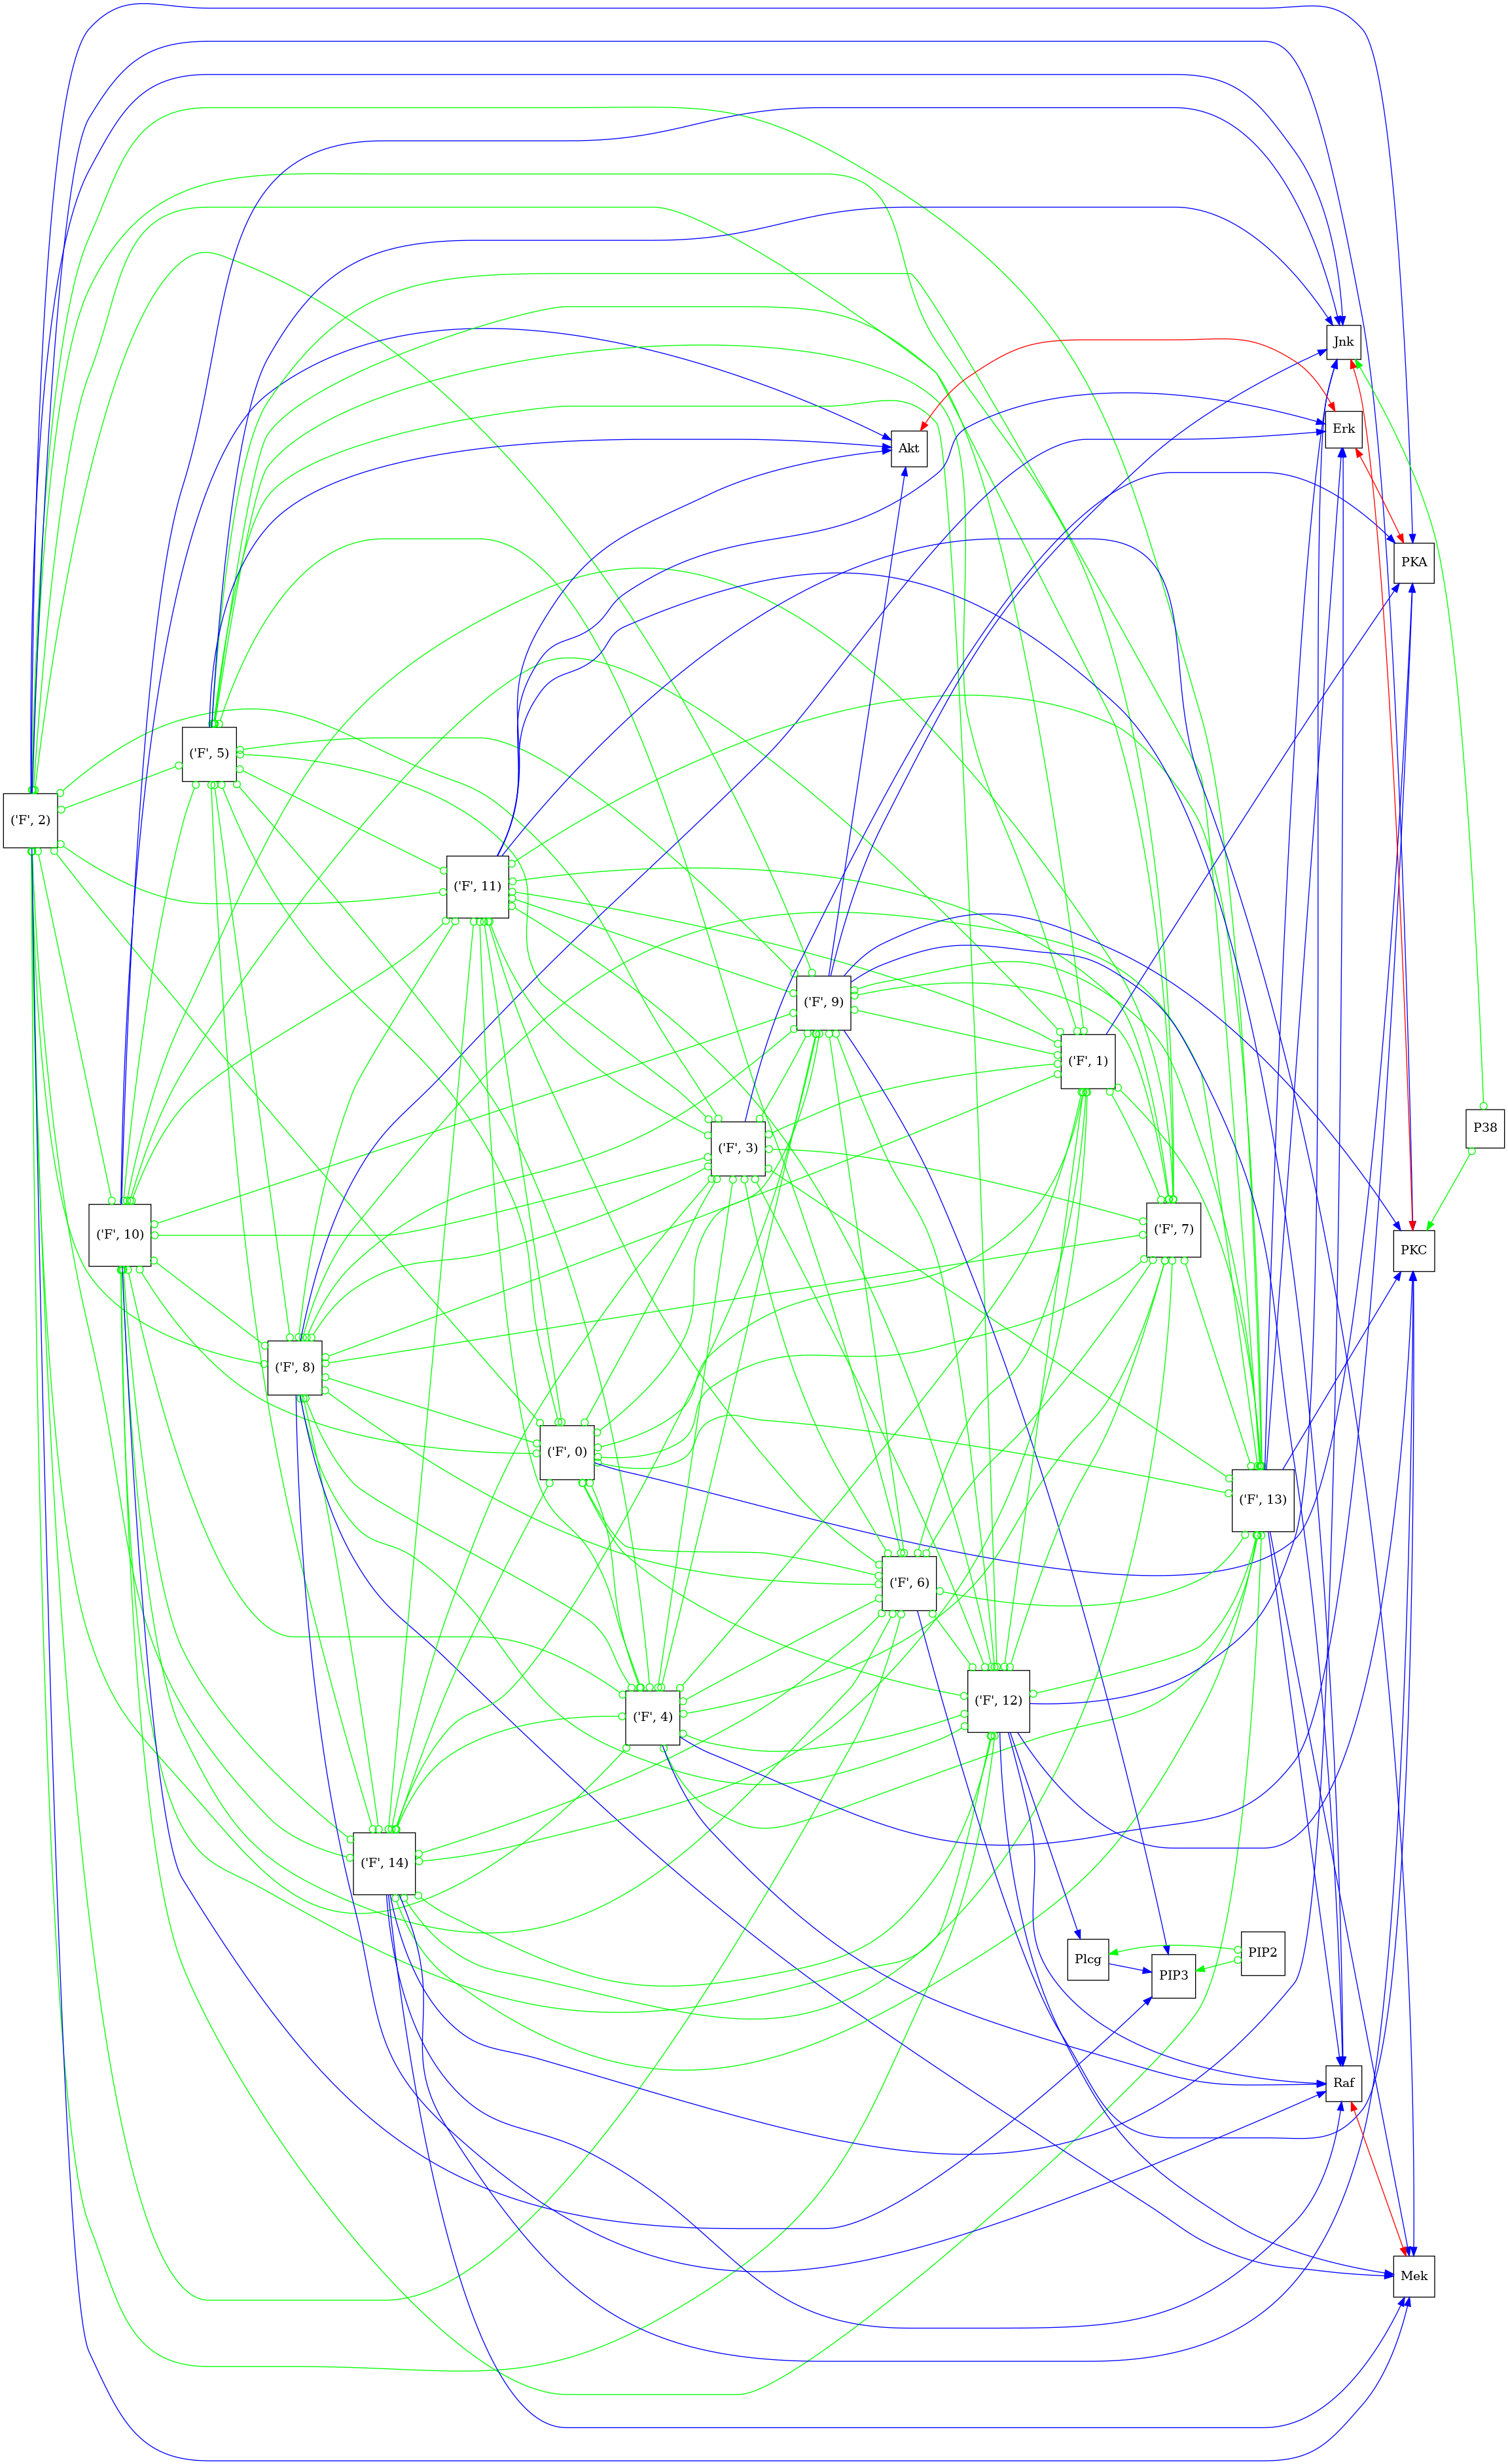 Jnk
Erk
Akt
PKA
('F', 5)
('F', 2)
('F', 11)
('F', 9)
('F', 1)
P38
('F', 3)
('F', 7)
('F', 10)
PKC
('F', 8)
('F', 0)
('F', 13)
('F', 6)
('F', 12)
('F', 4)
('F', 14)
PIP2
Plcg
PIP3
Raf
Mek